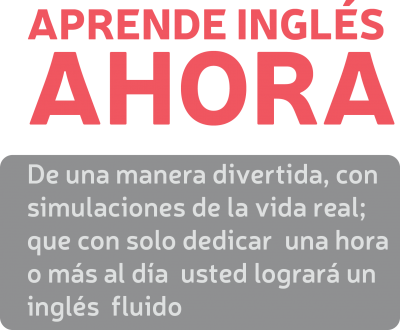 APRENDE INGLÉS
AHORA
De una manera divertida, con
simulaciones de la vida real;
que con solo dedicar una hora
o más al día usted logrará un
inglés fluido